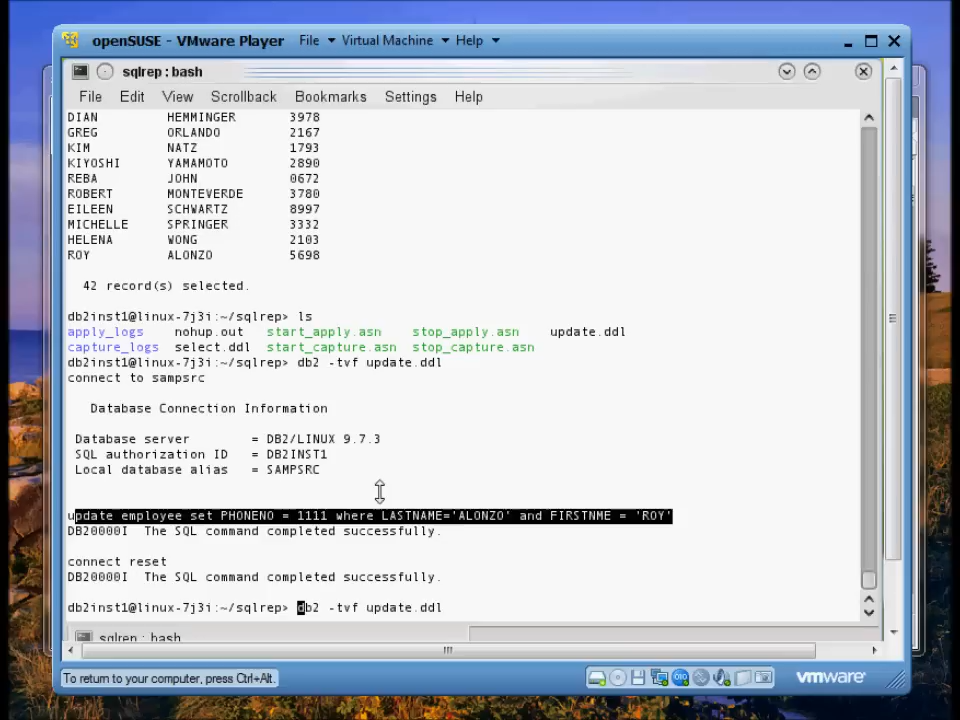 openSUSE - VMware Player File Virtual Machine Help
sqlrep : bash
File Edit View Scrollback Bookmarks Settings Help
DIAN HEMMINGER 3978
GREG ORLANDO 2167
KIM NATZ 1793
KIYOSHI YAMAMOTO 2890
REBA JOHN 0672
ROBERT MONTEVERDE 3780
EILEEN SCHWARTZ 8997
MICHELLE SPRINGER 3332
HELENA WONG 2103
ROY ALONZO 5698
42 record(s) selected.
db2inst1@linux-7j3i:~/sqlrep> ls
apply_logs nohup.out start_apply.asn stop_apply.asn update.ddl
capture_logs select.ddl start_capture.asn stop_capture.asn
db2inst1@linux-7j3i:~/sqlrep> db2 -tvf update.ddl
connect to sampsrc
Database Connection Information
Database server = DB2/LINUX 9.7.3
SQL authorization ID = DB2INST1
Local database alias = SAMPSRC
update employee set PHONENO = 1111 where LASTNAME='ALONZO' and FIRSTNME = 'ROY'
DB20000I The SQL command completed successfully.
connect reset
DB20000I The SQL command completed successfully.
db2inst1@linux-7j3i:~/sqlrep> db2 -tvf update.ddl
sqlrep : bash
To return to your computer, press Ctrl+Alt.
vmware